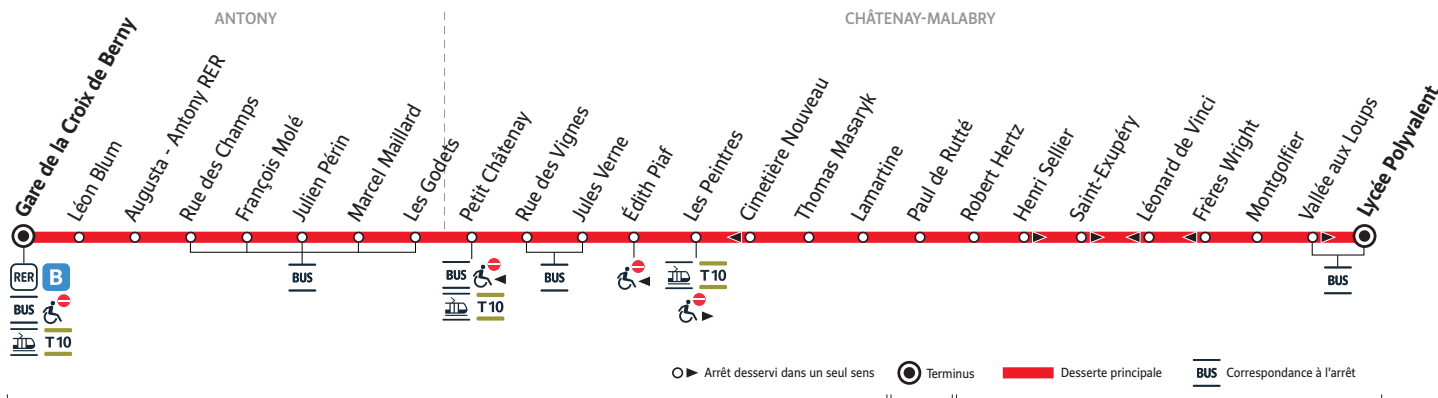 ANTONY
CHÂTENAY-MALABRY
Gare de la Croix de Berny
Léon Blum
Augusta - Antony RER
Rue des Champs
François Molé
Julien Périn
Marcel Maillard
Les Godets
Petit Châtenay
Rue des Vignes
Jules Verne
Édith Piaf
Les Peintres
Cimetière Nouveau
Thomas Masaryk
Lamartine
Paul de Rutté
Robert Hertz
Henri Sellier
Saint-Exupéry
Léonard de Vinci
Frères Wright
Montgolfier
Vallée aux Loups
Lycée Polyvalent
RER B
BUS
T10
BUS
BUS
T10
BUS
T10
BUS
Arrêt desservi dans un seul sens
Terminus
Desserte principale
BUS Correspondance à l'arrêt